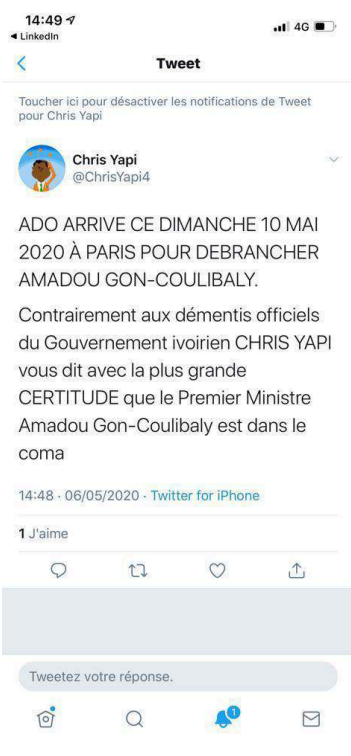 14:49
4G
◄ LinkedIn
Tweet
Toucher ici pour désactiver les notifications de Tweet
pour Chris Yapi
Chris Yapi
@ChrisYapi4
ADO ARRIVE CE DIMANCHE 10 MAI
2020 À PARIS POUR DEBRANCHER
AMADOU GON-COULIBALY.
Contrairement aux démentis officiels
du Gouvernement ivoirien CHRIS YAPI
vous dit avec la plus grande
CERTITUDE que le Premier Ministre
Amadou Gon-Coulibaly est dans le
coma
14:48 · 06/05/2020 · Twitter for iPhone
1 J'aime
Tweetez votre réponse.
1